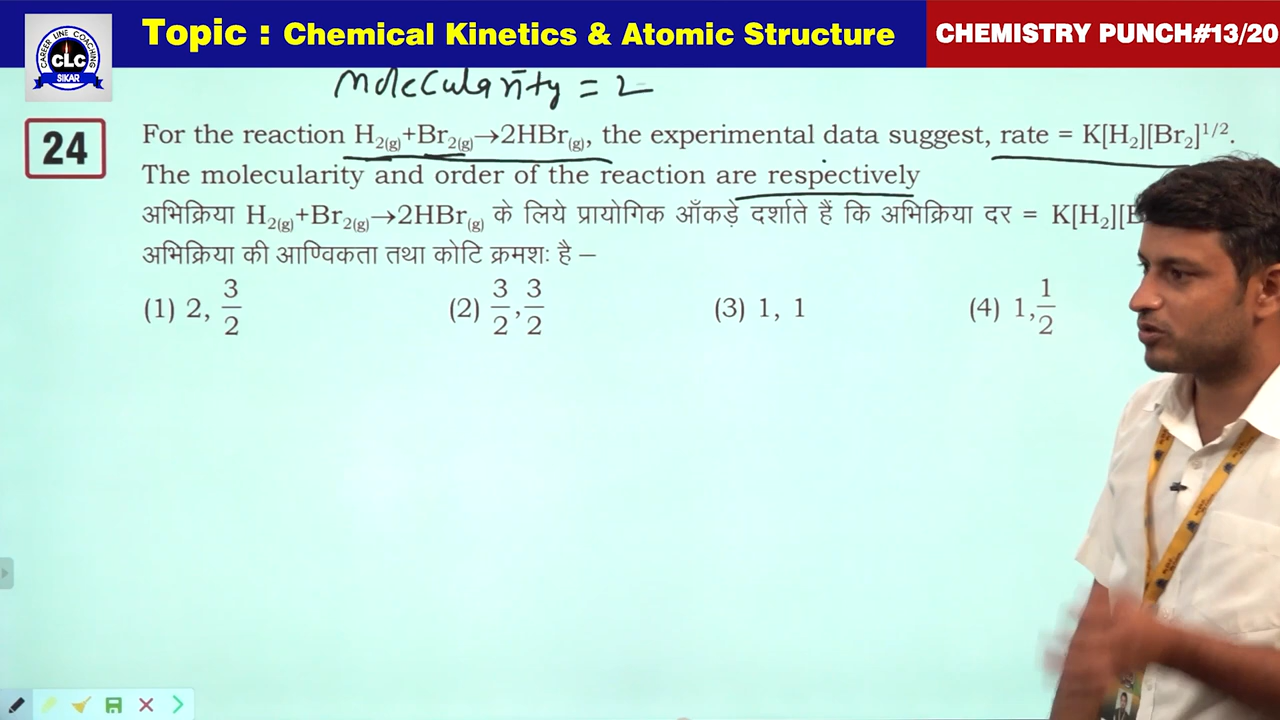 Topic : Chemical Kinetics & Atomic Structure
CHEMISTRY PUNCH#13/20
CAREER LINE COACHING
CLC
SIKAR
Molecularity = 2
24
For the reaction H2(g)+Br2(g)→2HBr(g), the experimental data suggest, rate = K[H2][Br2]^1/2.
The molecularity and order of the reaction are respectively
अभिक्रिया H2(g)+Br2(g)→2HBr(g) के लिये प्रायोगिक आँकड़े दर्शाते हैं कि अभिक्रिया दर = K[H2][B
अभिक्रिया की आण्विकता तथा कोटि क्रमशः है –
(1) 2, 3/2 (2) 3/2, 3/2 (3) 1, 1 (4) 1, 1/2